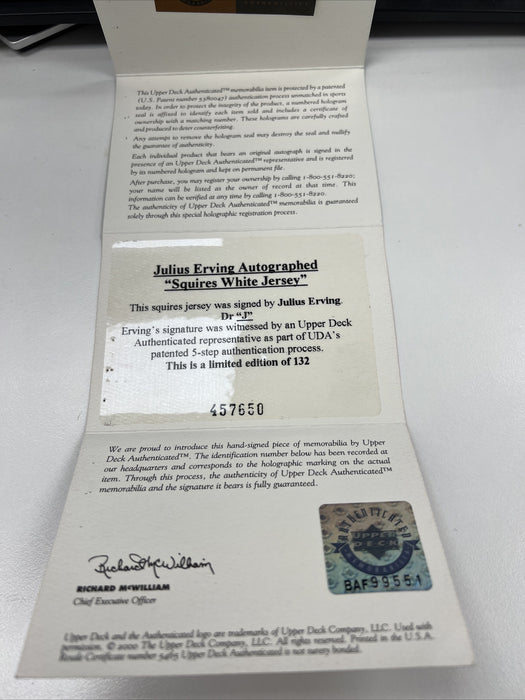 This Upper Deck Authenticated™ memorabilia item is protected by a patented
(U.S. Patent number 5380047) authentication process unmatched in sports
today. In order to protect the integrity of the product, a numbered hologram
seal is affixed to identify each item sold and includes a certificate of
ownership with a matching number. These holograms are carefully crafted
and produced to deter counterfeiting.
Any attempt to remove the hologram seal may destroy the seal and nullify
the guarantee of authenticity.
Each individual product that bears an original autograph is signed in the
presence of an Upper Deck Authenticated™ representative and is registered
by its numbered hologram and kept on permanent file.
After purchase, you may register your ownership by calling 1-800-551-8220;
your name will be listed as the owner of record at that time. This
information can be verified at any time by calling 1-800-551-8220.
The authenticity of Upper Deck Authenticated™ memorabilia is guaranteed
solely through this special holographic registration process.
Julius Erving Autographed
“Squires White Jersey”
This squires jersey was signed by Julius Erving.
Dr “J”
Erving’s signature was witnessed by an Upper Deck
Authenticated representative as part of UDA’s
patented 5-step authentication process.
This is a limited edition of 132
457650
We are proud to introduce this hand-signed piece of memorabilia by Upper
Deck Authenticated™. The identification number below has been recorded at
our headquarters and corresponds to the holographic marking on the actual
item. Through this process, the authenticity of Upper Deck Authenticated™
memorabilia and the signature it bears is fully guaranteed.
Richard McWilliam
RICHARD McWILLIAM
Chief Executive Officer
AUTHENTICATED
UPPER
DECK
BAF99551
Upper Deck and the Authenticated logo are trademarks of Upper Deck Company, LLC. Used with
permission. © 2000 The Upper Deck Company, LLC. All rights reserved. Printed in the U.S.A.
Resale Certificate number 5465 Upper Deck Authenticated is not surety bonded.